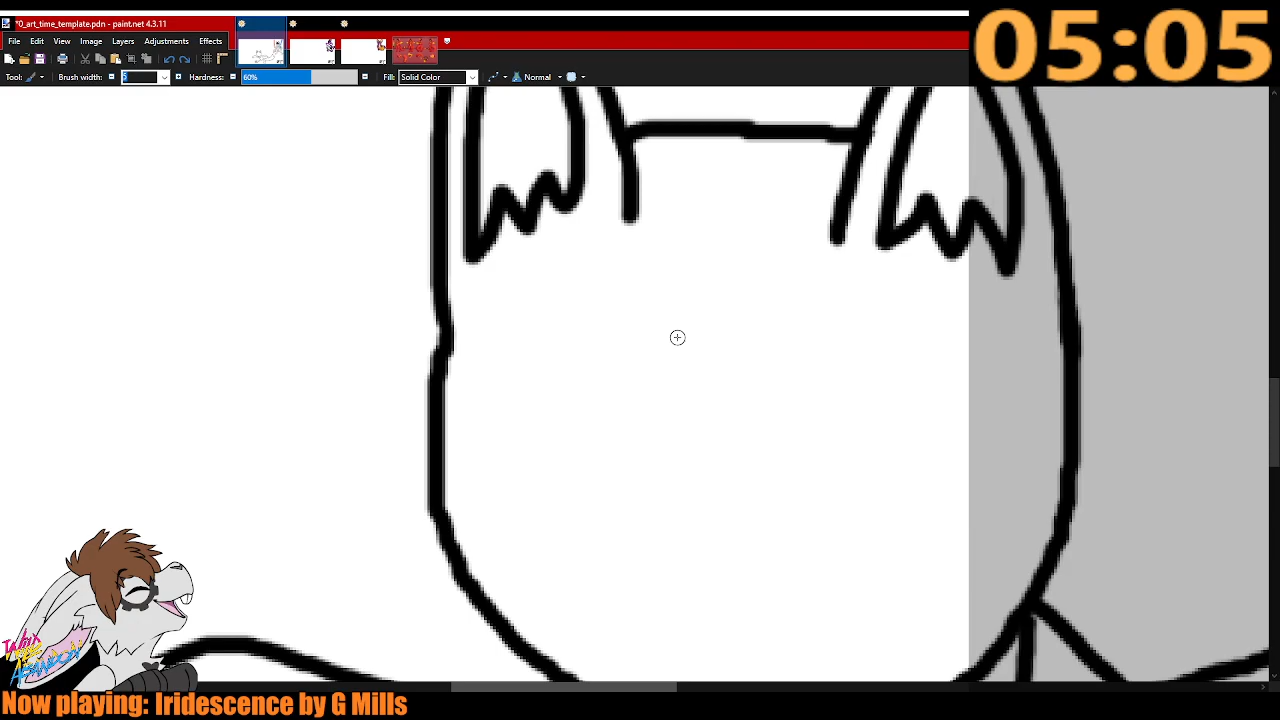 *0_art_time_template.pdn - paint.net 4.3.11
05:05
File Edit View Image Layers Adjustments Effects
Tool: Brush width: 5 Hardness: 60% Fill: Solid Color Normal
Now playing: Iridescence by G Mills